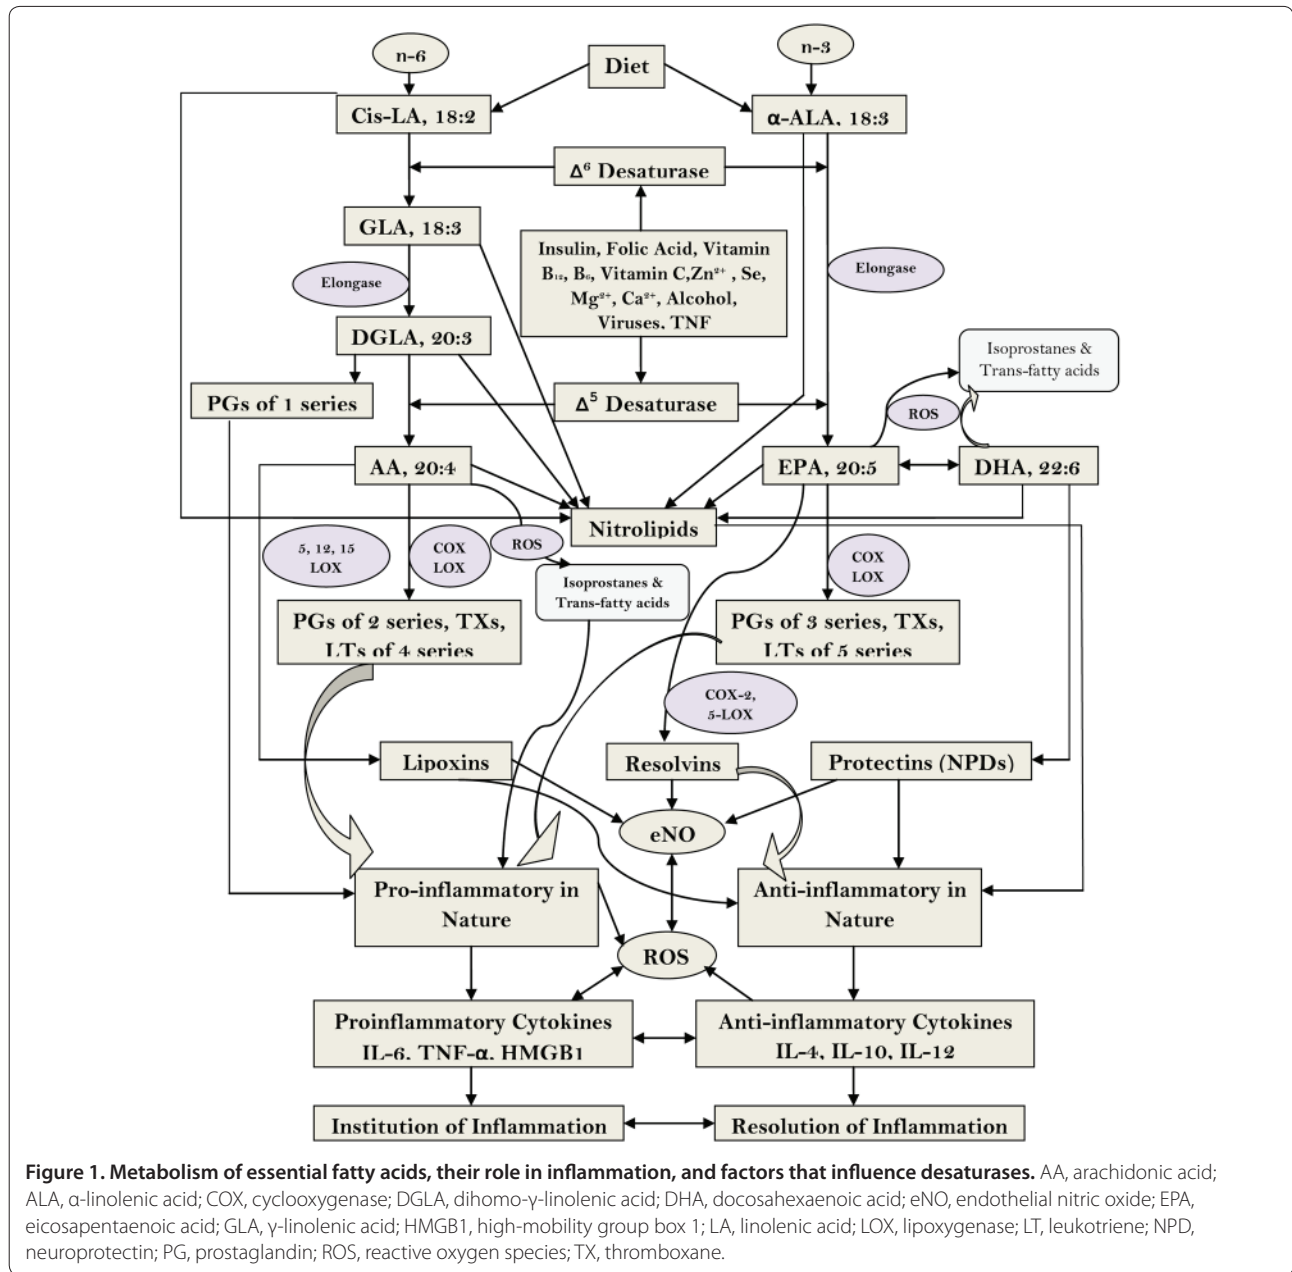 n-6
n-3
Diet
Cis-LA, 18:2
α-ALA, 18:3
Δ⁶ Desaturase
GLA, 18:3
Insulin, Folic Acid, Vitamin
B₁₂, B₆, Vitamin C,Zn²⁺ , Se,
Mg²⁺, Ca²⁺, Alcohol,
Viruses, TNF
Elongase
Elongase
DGLA, 20:3
Isoprostanes &
Trans-fatty acids
PGs of 1 series
Δ⁵ Desaturase
ROS
AA, 20:4
EPA, 20:5
DHA, 22:6
Nitrolipids
5, 12, 15
LOX
COX
LOX
ROS
COX
LOX
Isoprostanes &
Trans-fatty acids
PGs of 2 series, TXs,
LTs of 4 series
PGs of 3 series, TXs,
LTs of 5 series
COX-2,
5-LOX
Lipoxins
Resolvins
Protectins (NPDs)
eNO
Pro-inflammatory in
Nature
Anti-inflammatory in
Nature
ROS
Proinflammatory Cytokines
IL-6, TNF-α, HMGB1
Anti-inflammatory Cytokines
IL-4, IL-10, IL-12
Institution of Inflammation
Resolution of Inflammation
Figure 1. Metabolism of essential fatty acids, their role in inflammation, and factors that influence desaturases. AA, arachidonic acid;
ALA, α-linolenic acid; COX, cyclooxygenase; DGLA, dihomo-γ-linolenic acid; DHA, docosahexaenoic acid; eNO, endothelial nitric oxide; EPA,
eicosapentaenoic acid; GLA, γ-linolenic acid; HMGB1, high-mobility group box 1; LA, linolenic acid; LOX, lipoxygenase; LT, leukotriene; NPD,
neuroprotectin; PG, prostaglandin; ROS, reactive oxygen species; TX, thromboxane.